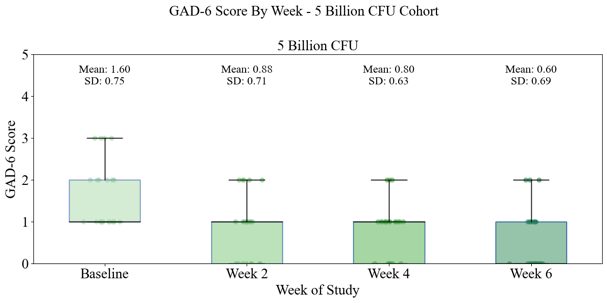 GAD-6 Score By Week - 5 Billion CFU Cohort
5 Billion CFU
5
4
3
2
1
0
GAD-6 Score
Mean: 1.60
SD: 0.75
Mean: 0.88
SD: 0.71
Mean: 0.80
SD: 0.63
Mean: 0.60
SD: 0.69
Baseline
Week 2
Week 4
Week 6
Week of Study